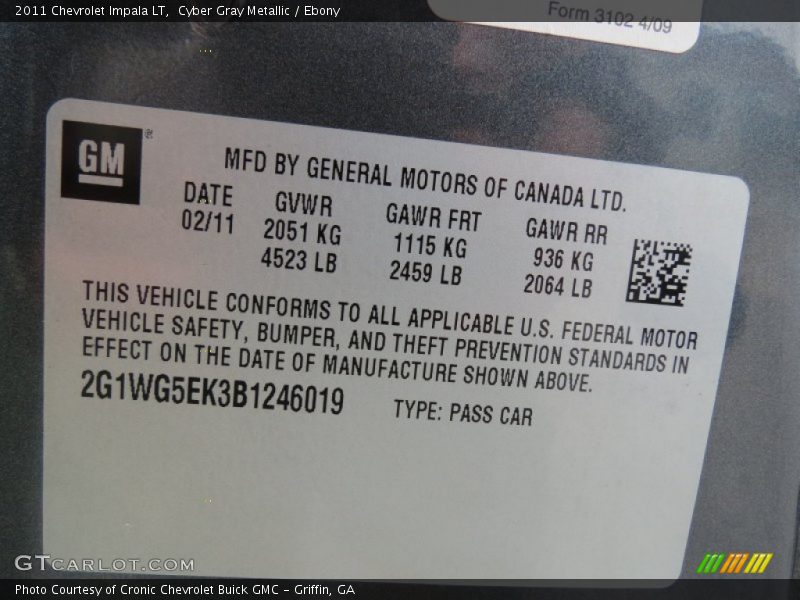 2011 Chevrolet Impala LT, Cyber Gray Metallic / Ebony
Form 3102 4/09
GM ®
MFD BY GENERAL MOTORS OF CANADA LTD.
DATE GVWR GAWR FRT GAWR RR
02/11 2051 KG 1115 KG 936 KG
4523 LB 2459 LB 2064 LB
THIS VEHICLE CONFORMS TO ALL APPLICABLE U.S. FEDERAL MOTOR
VEHICLE SAFETY, BUMPER, AND THEFT PREVENTION STANDARDS IN
EFFECT ON THE DATE OF MANUFACTURE SHOWN ABOVE.
2G1WG5EK3B1246019 TYPE: PASS CAR
GTCARLOT.COM
Photo Courtesy of Cronic Chevrolet Buick GMC – Griffin, GA